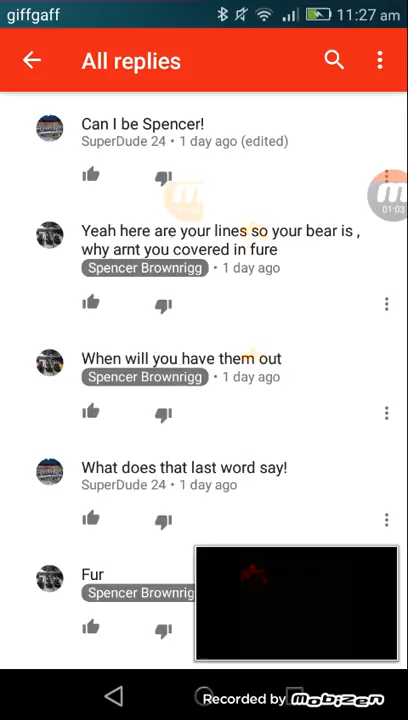 giffgaff 11:27 am
All replies
Can I be Spencer!
SuperDude 24 • 1 day ago (edited)
01:03
Yeah here are your lines so your bear is ,
why arnt you covered in fure
Spencer Brownrigg • 1 day ago
When will you have them out
Spencer Brownrigg • 1 day ago
What does that last word say!
SuperDude 24 • 1 day ago
Fur
Spencer Brownrig
Recorded by mobizen